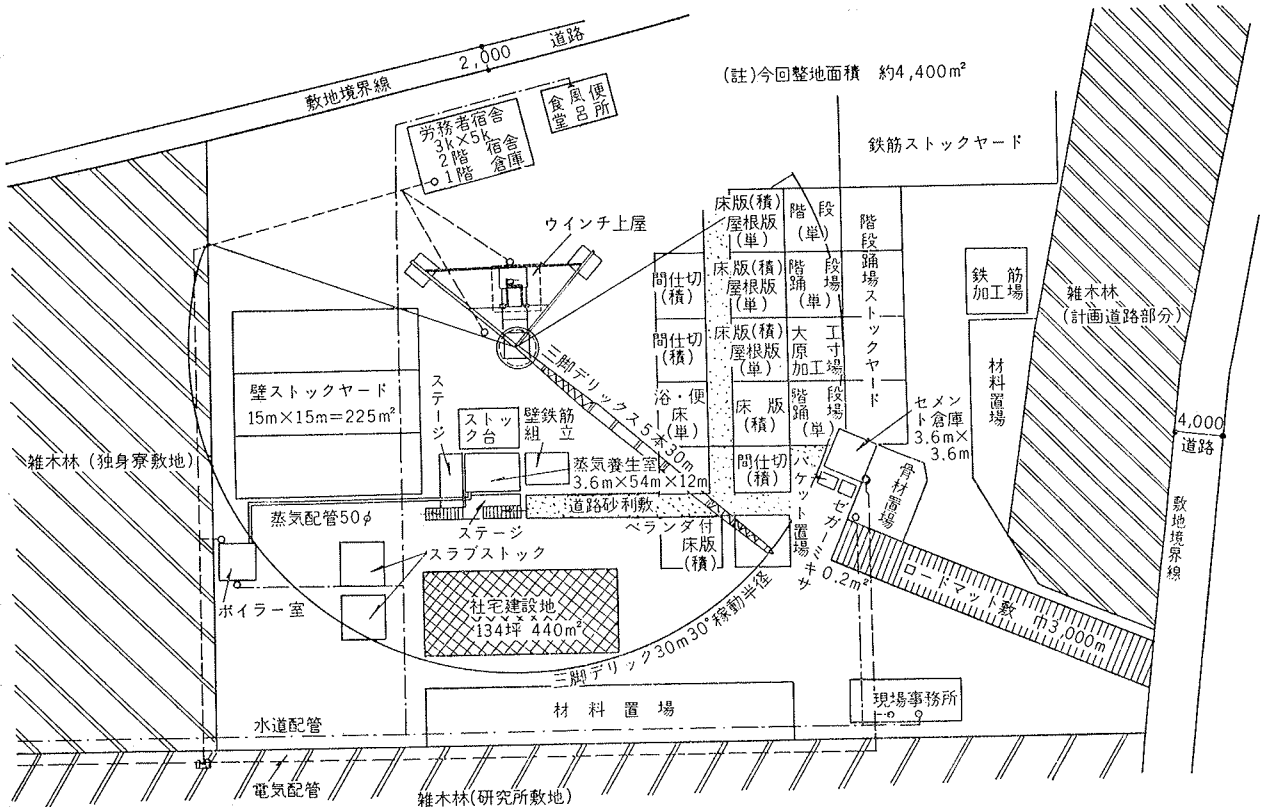 道路
2,000
敷地境界線
(註)今回整地面積 約4,400m²
食堂
風呂
便所
労務者宿舎
3k×5k
2階 宿舎
1階 倉庫
鉄筋ストックヤード
ウインチ上屋
床版(積)
屋根版
(単)
階段
(単)
階段踊場ストックヤード
間仕切
(積)
床版(積)
屋根版
(単)
階段
踊場
(単)
鉄筋
加工場
雑木林
(計画道路部分)
間仕切
(積)
床版(積)
屋根版
(単)
大工
原寸
加工場
材料置場
壁ストックヤード
15m×15m=225m²
ステージ
ストック台
壁鉄筋
組立
三脚デリックス5本30m
浴・便
床
(単)
床版
(積)
階段
踊場
(単)
セメント倉庫
3.6m×
3.6m
4,000
道路
雑木林(独身寮敷地)
蒸気養生室
3.6m×54m×12m
間仕切
(積)
バケット置場
骨材置場
蒸気配管50φ
道路砂利敷
ステージ
ベランダ付
床版
(積)
ゼガーミキサ
0.2m²
敷地境界線
スラブストック
ボイラー室
社宅建設地
134坪 440m²
三脚デリック30m30°稼動半径
ロードマット敷 m3,000m
材料置場
現場事務所
水道配管
電気配管
雑木林(研究所敷地)